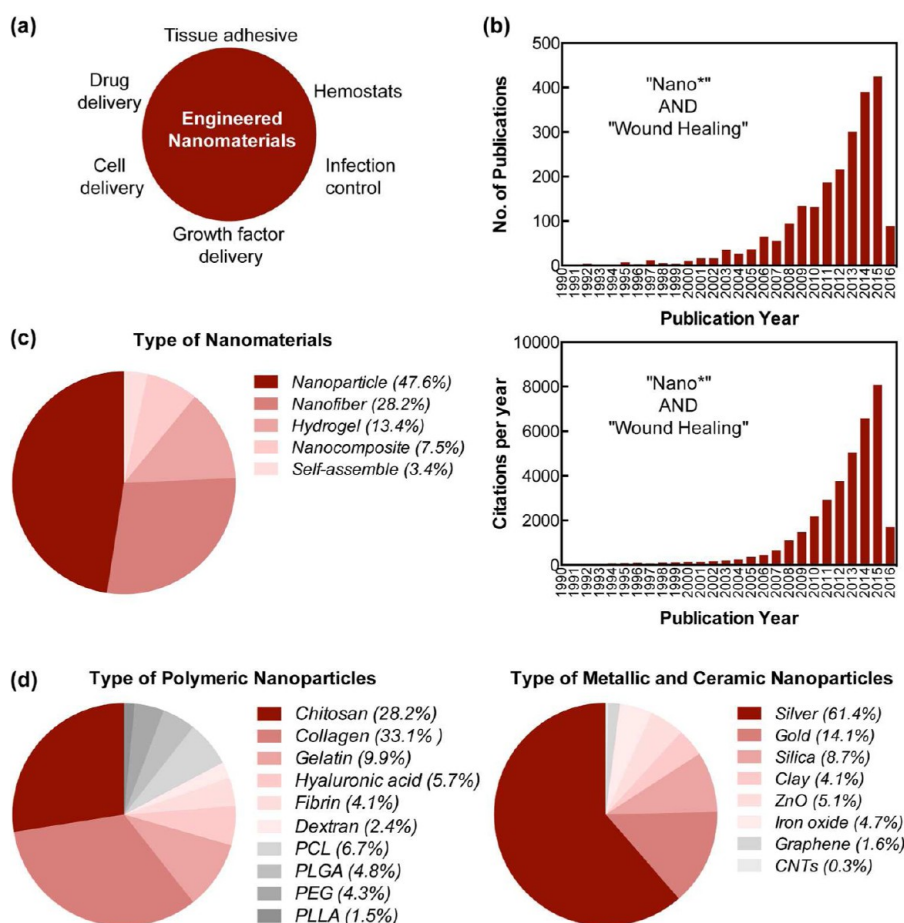 (a)
Tissue adhesive
Drug
delivery
Hemostats
Engineered
Nanomaterials
Cell
delivery
Infection
control
Growth factor
delivery
(b)
500
400
300
200
100
0
No. of Publications
"Nano*"
AND
"Wound Healing"
1990
1991
1992
1993
1994
1995
1996
1997
1998
1999
2000
2001
2002
2003
2004
2005
2006
2007
2008
2009
2010
2011
2012
2013
2014
2015
2016
Publication Year
10000
8000
6000
4000
2000
0
Citations per year
"Nano*"
AND
"Wound Healing"
1990
1991
1992
1993
1994
1995
1996
1997
1998
1999
2000
2001
2002
2003
2004
2005
2006
2007
2008
2009
2010
2011
2012
2013
2014
2015
2016
Publication Year
(c)
Type of Nanomaterials
Nanoparticle (47.6%)
Nanofiber (28.2%)
Hydrogel (13.4%)
Nanocomposite (7.5%)
Self-assemble (3.4%)
(d)
Type of Polymeric Nanoparticles
Chitosan (28.2%)
Collagen (33.1% )
Gelatin (9.9%)
Hyaluronic acid (5.7%)
Fibrin (4.1%)
Dextran (2.4%)
PCL (6.7%)
PLGA (4.8%)
PEG (4.3%)
PLLA (1.5%)
Type of Metallic and Ceramic Nanoparticles
Silver (61.4%)
Gold (14.1%)
Silica (8.7%)
Clay (4.1%)
ZnO (5.1%)
Iron oxide (4.7%)
Graphene (1.6%)
CNTs (0.3%)